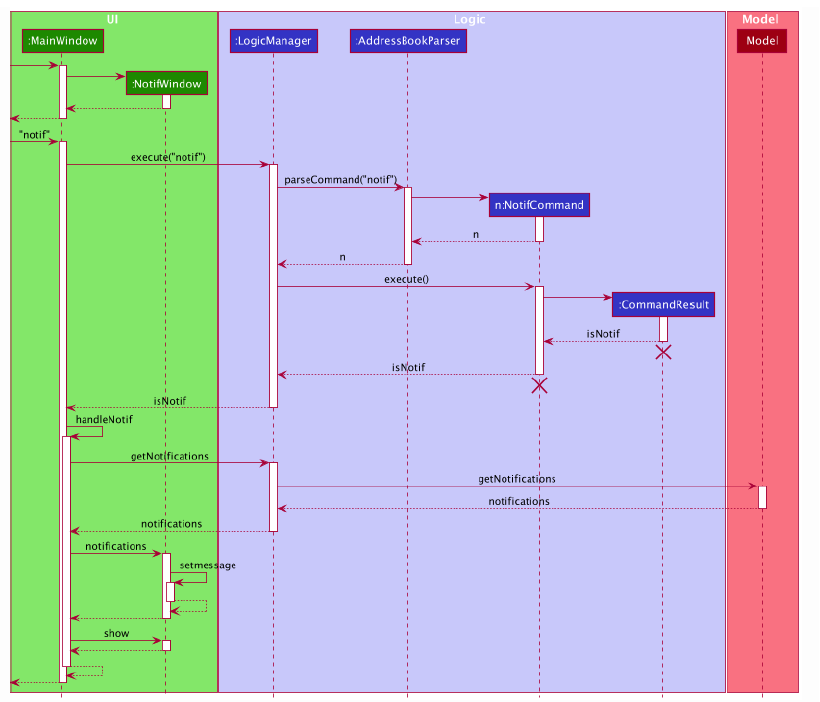 UI
Logic
Model
:MainWindow
:LogicManager
:AddressBookParser
Model
:NotifWindow
"notif"
execute("notif")
parseCommand("notif")
n:NotifCommand
n
n
execute()
:CommandResult
isNotif
isNotif
isNotif
handleNotif
getNotifications
getNotifications
notifications
notifications
notifications
setmessage
show